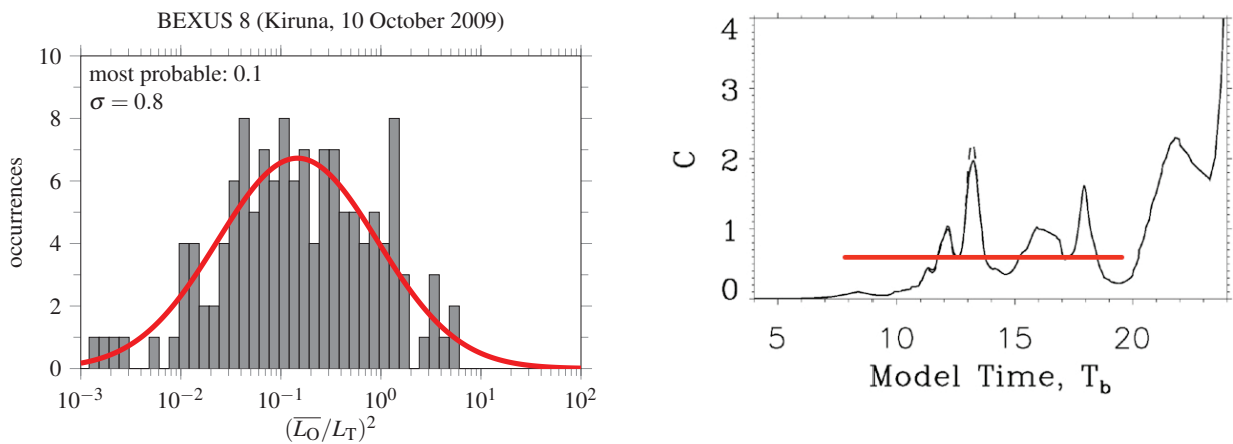 BEXUS 8 (Kiruna, 10 October 2009)
most probable: 0.1
σ = 0.8
occurrences
10
8
6
4
2
0
10⁻³ 10⁻² 10⁻¹ 10⁰ 10¹ 10²
(L̅O̅/L_T)²
C
4
3
2
1
0
5 10 15 20
Model Time, T_b